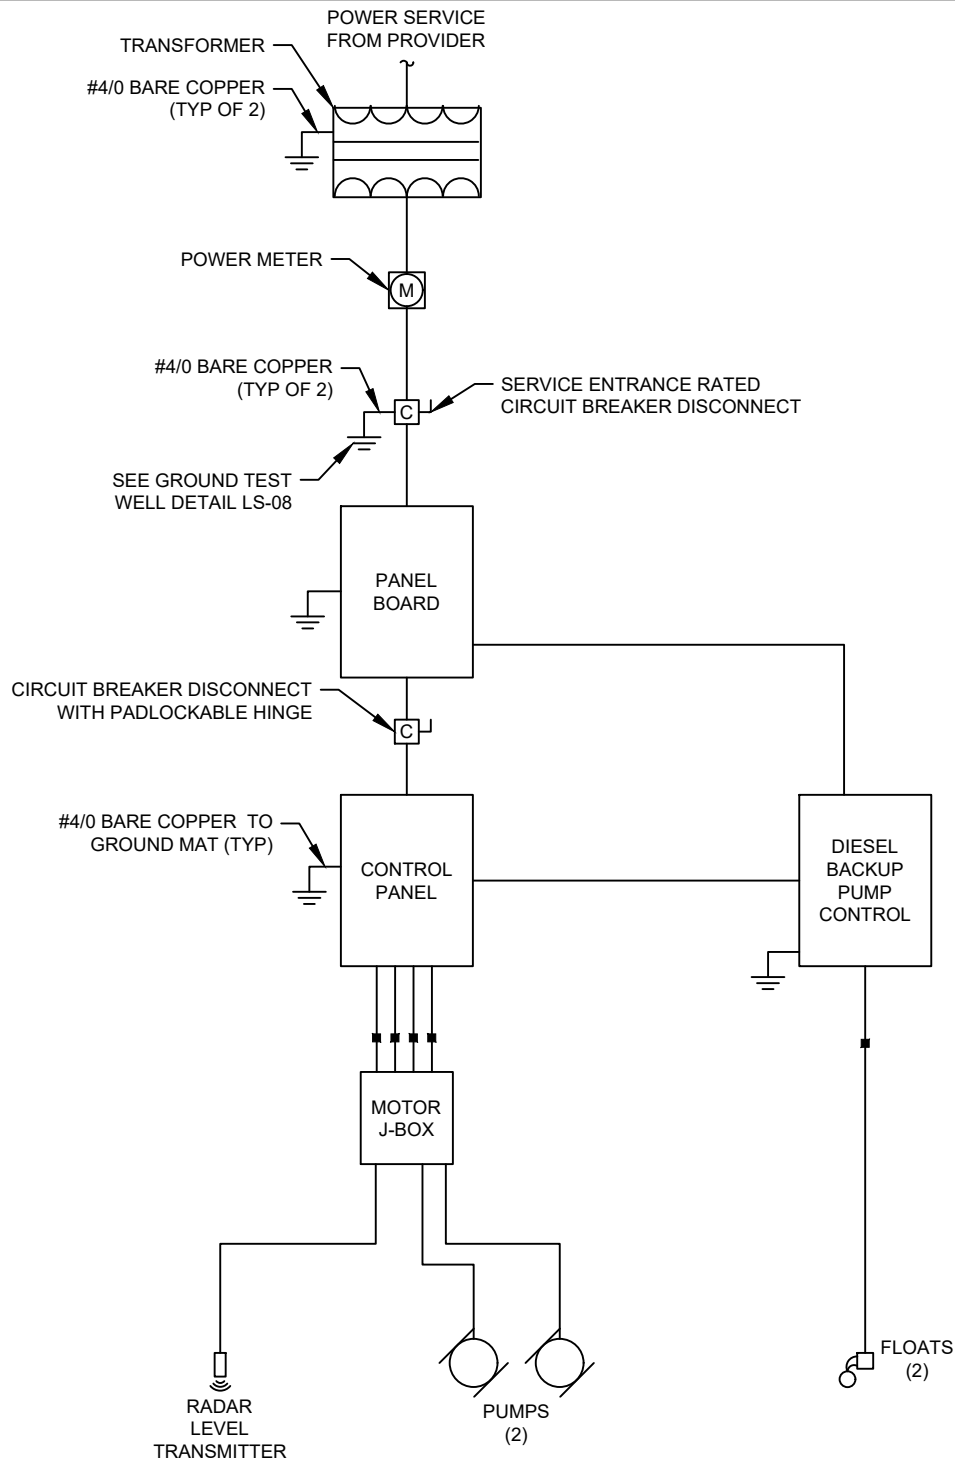 POWER SERVICE
FROM PROVIDER
TRANSFORMER
#4/0 BARE COPPER
(TYP OF 2)
POWER METER
M
#4/0 BARE COPPER
(TYP OF 2)
SERVICE ENTRANCE RATED
CIRCUIT BREAKER DISCONNECT
C
SEE GROUND TEST
WELL DETAIL LS-08
PANEL
BOARD
CIRCUIT BREAKER DISCONNECT
WITH PADLOCKABLE HINGE
C
#4/0 BARE COPPER TO
GROUND MAT (TYP)
CONTROL
PANEL
DIESEL
BACKUP
PUMP
CONTROL
MOTOR
J-BOX
FLOATS
(2)
RADAR
LEVEL
TRANSMITTER
PUMPS
(2)